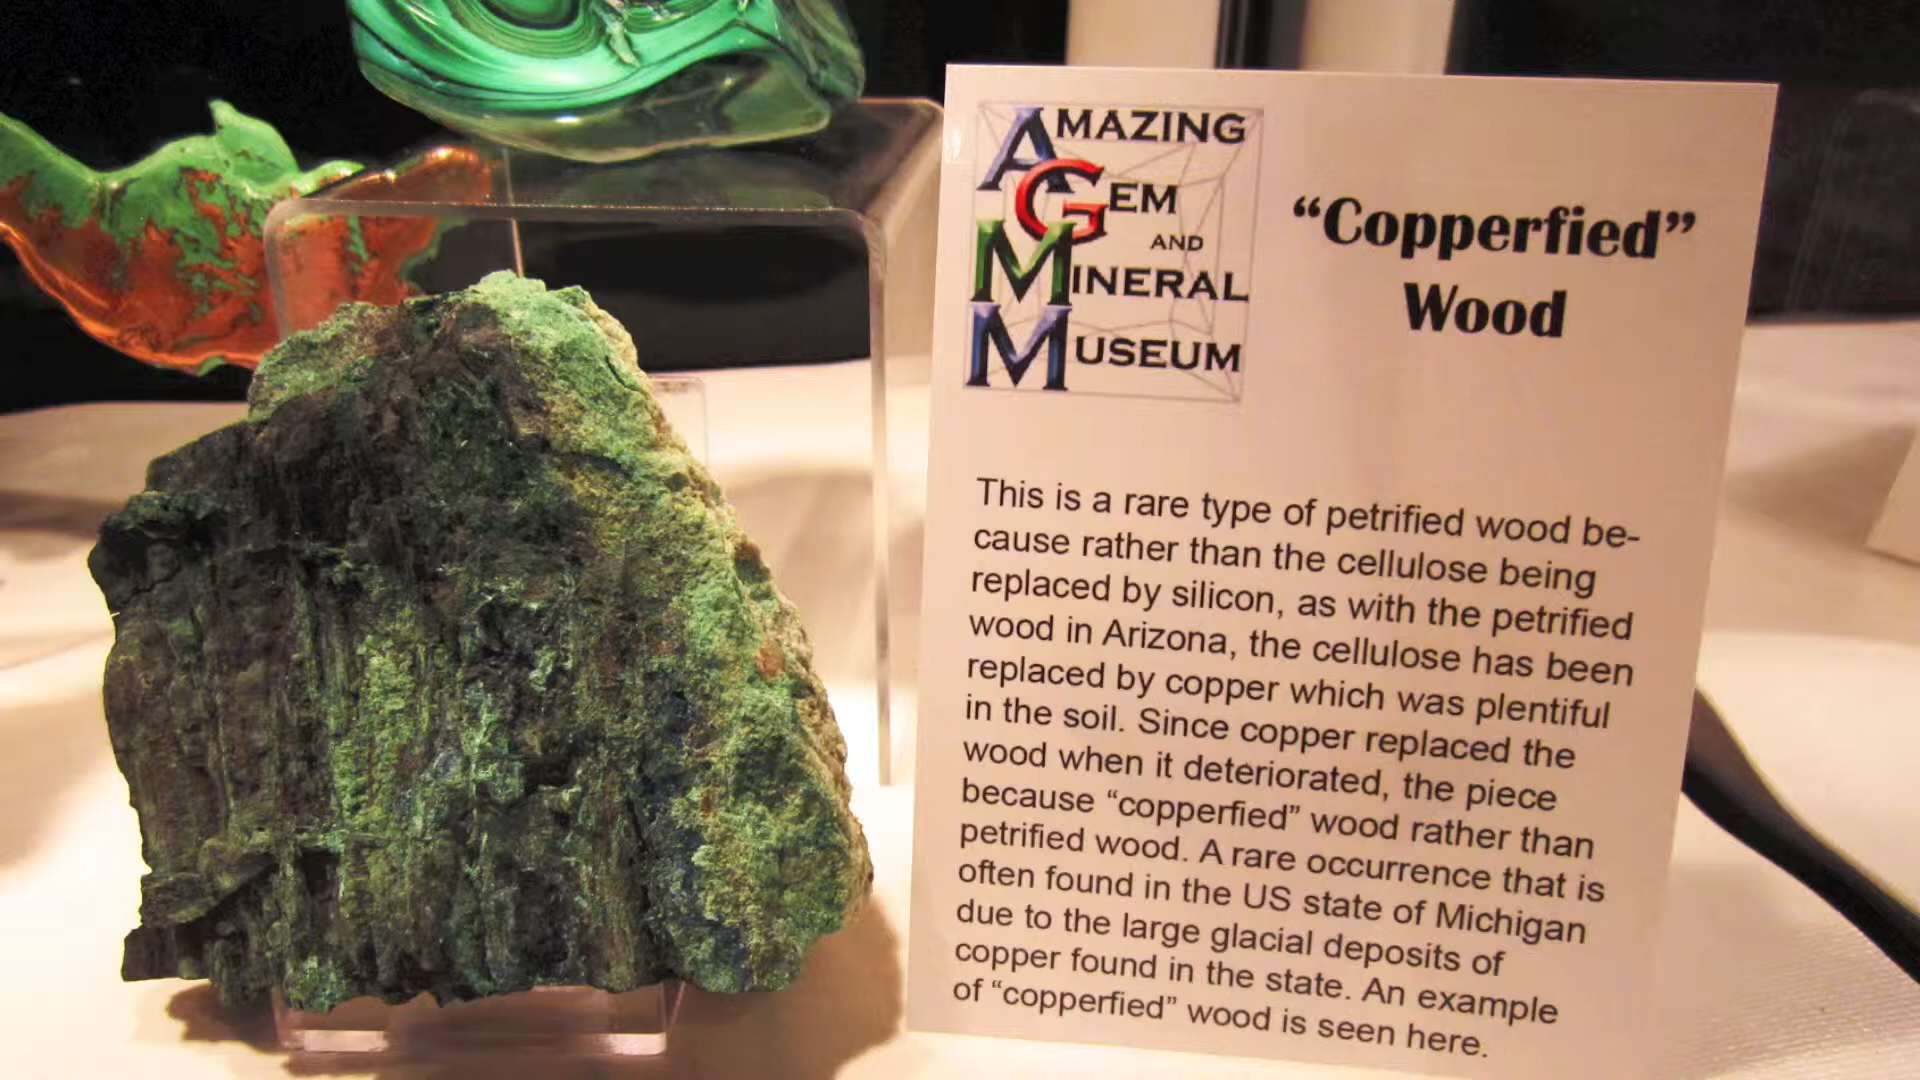 AMAZING
GEM
AND
MINERAL
MUSEUM
“Copperfied”
Wood
This is a rare type of petrified wood be-
cause rather than the cellulose being
replaced by silicon, as with the petrified
wood in Arizona, the cellulose has been
replaced by copper which was plentiful
in the soil. Since copper replaced the
wood when it deteriorated, the piece
because “copperfied” wood rather than
petrified wood. A rare occurrence that is
often found in the US state of Michigan
due to the large glacial deposits of
copper found in the state. An example
of “copperfied” wood is seen here.